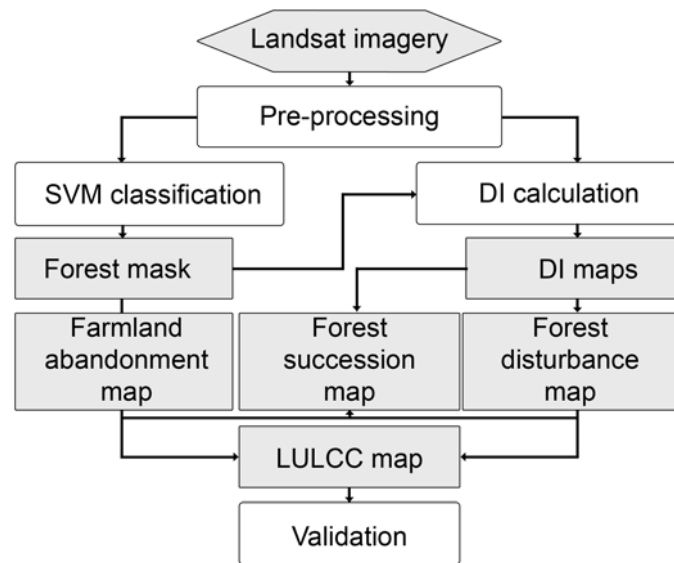 Landsat imagery
Pre-processing
SVM classification
DI calculation
Forest mask
DI maps
Farmland
abandonment
map
Forest
succession
map
Forest
disturbance
map
LULCC map
Validation